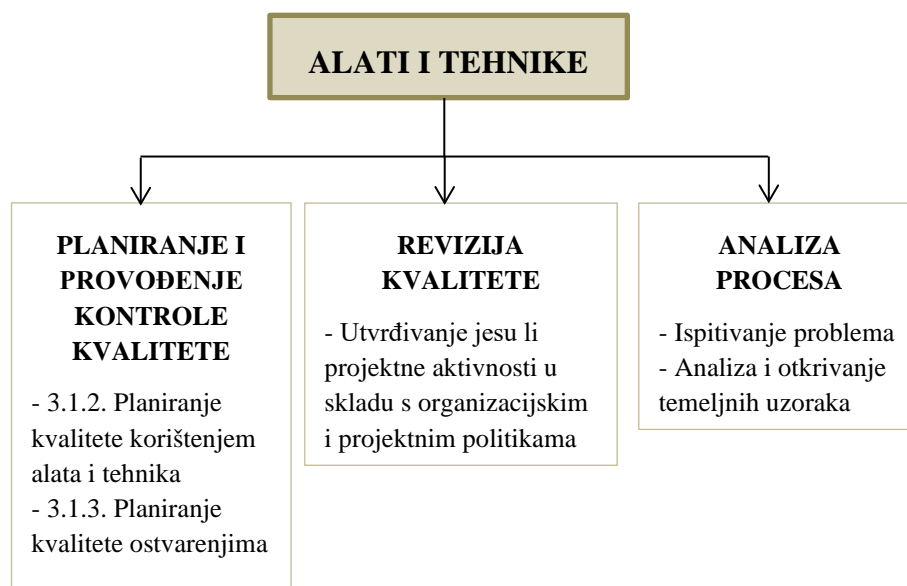 ALATI I TEHNIKE
PLANIRANJE I
PROVOĐENJE
KONTROLE
KVALITETE
- 3.1.2. Planiranje
kvalitete korištenjem
alata i tehnika
- 3.1.3. Planiranje
kvalitete ostvarenjima
REVIZIJA
KVALITETE
- Utvrđivanje jesu li
projektne aktivnosti u
skladu s organizacijskim
i projektnim politikama
ANALIZA
PROCESA
- Ispitivanje problema
- Analiza i otkrivanje
temeljnih uzoraka